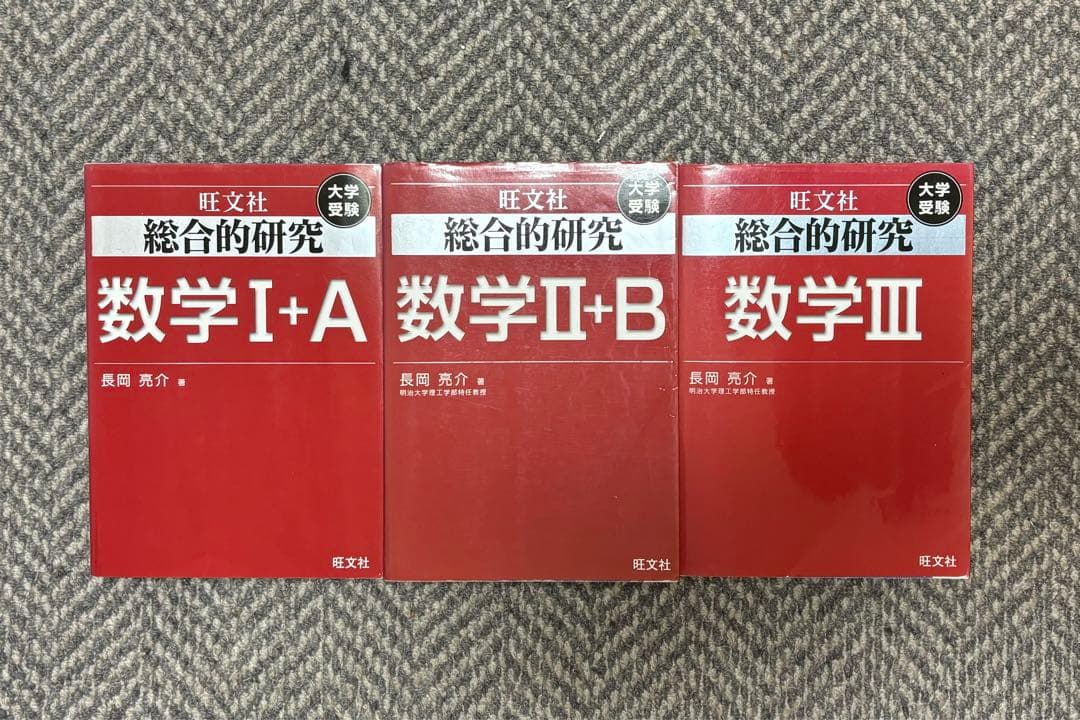 旺文社
大学
受験
総合的研究
数学I+A
長岡 亮介 著
旺文社
旺文社
大学
受験
総合的研究
数学II+B
長岡 亮介 著
明治大学理工学部特任教授
旺文社
旺文社
大学
受験
総合的研究
数学III
長岡 亮介 著
明治大学理工学部特任教授
旺文社